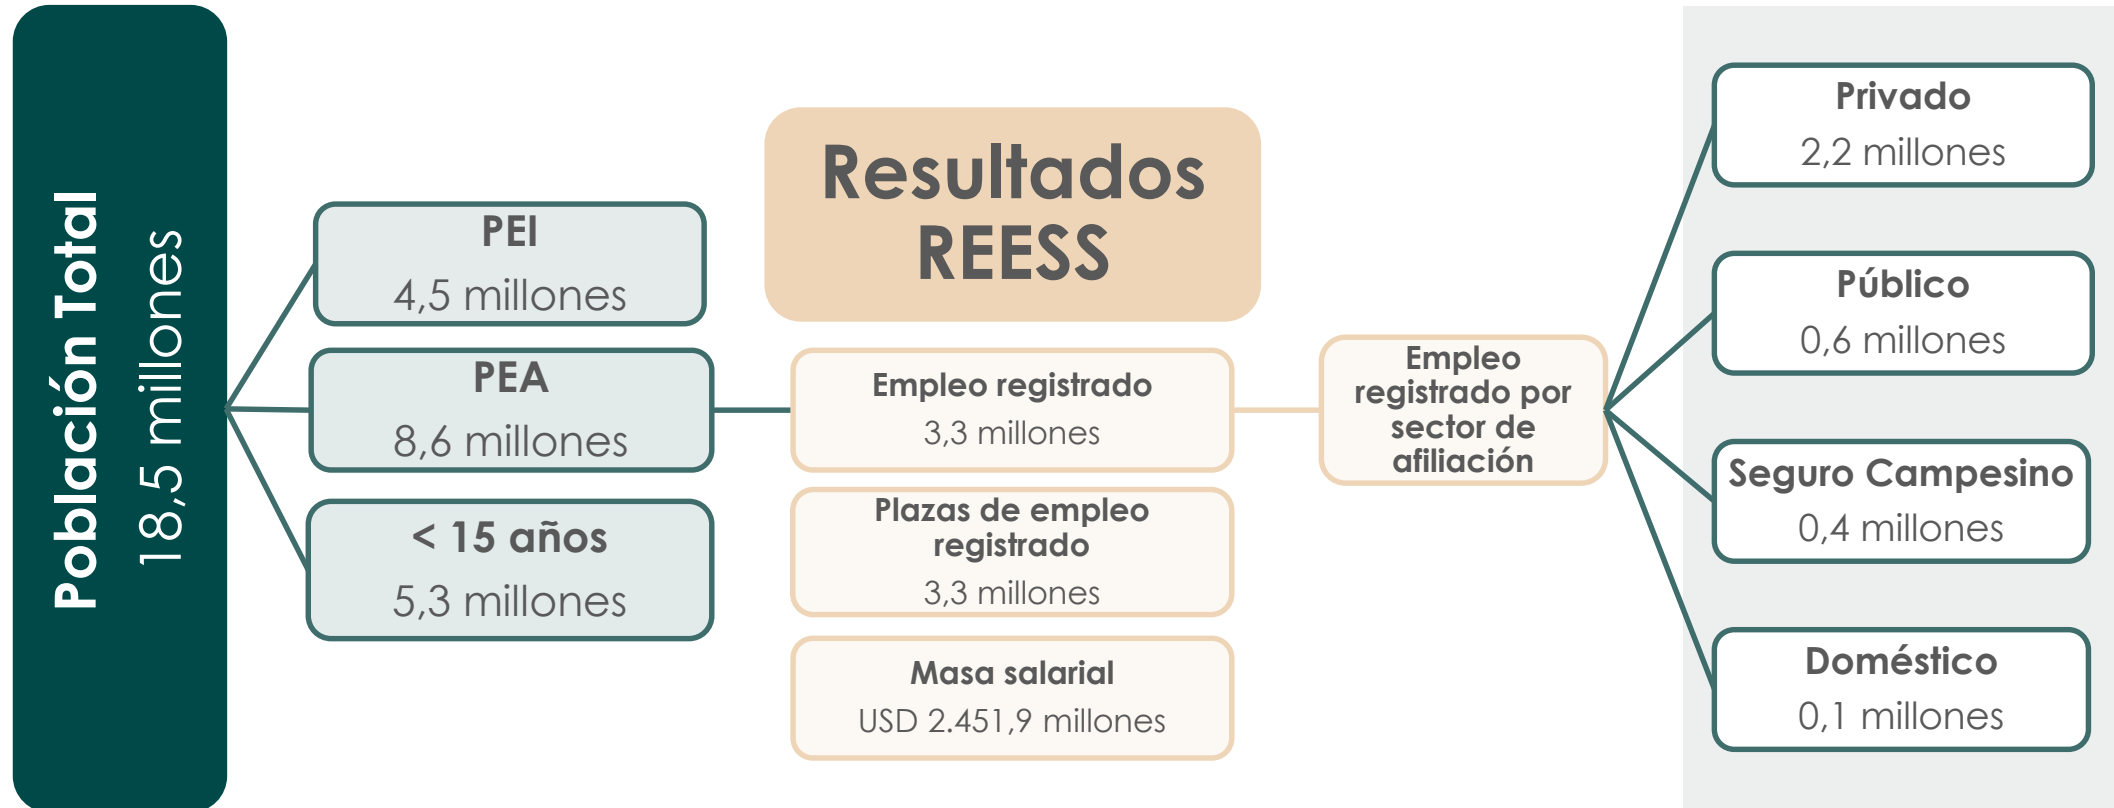 Población Total
18,5 millones
PEI
4,5 millones
PEA
8,6 millones
< 15 años
5,3 millones
Resultados
REESS
Empleo registrado
3,3 millones
Plazas de empleo
registrado
3,3 millones
Masa salarial
USD 2.451,9 millones
Empleo
registrado por
sector de
afiliación
Privado
2,2 millones
Público
0,6 millones
Seguro Campesino
0,4 millones
Doméstico
0,1 millones